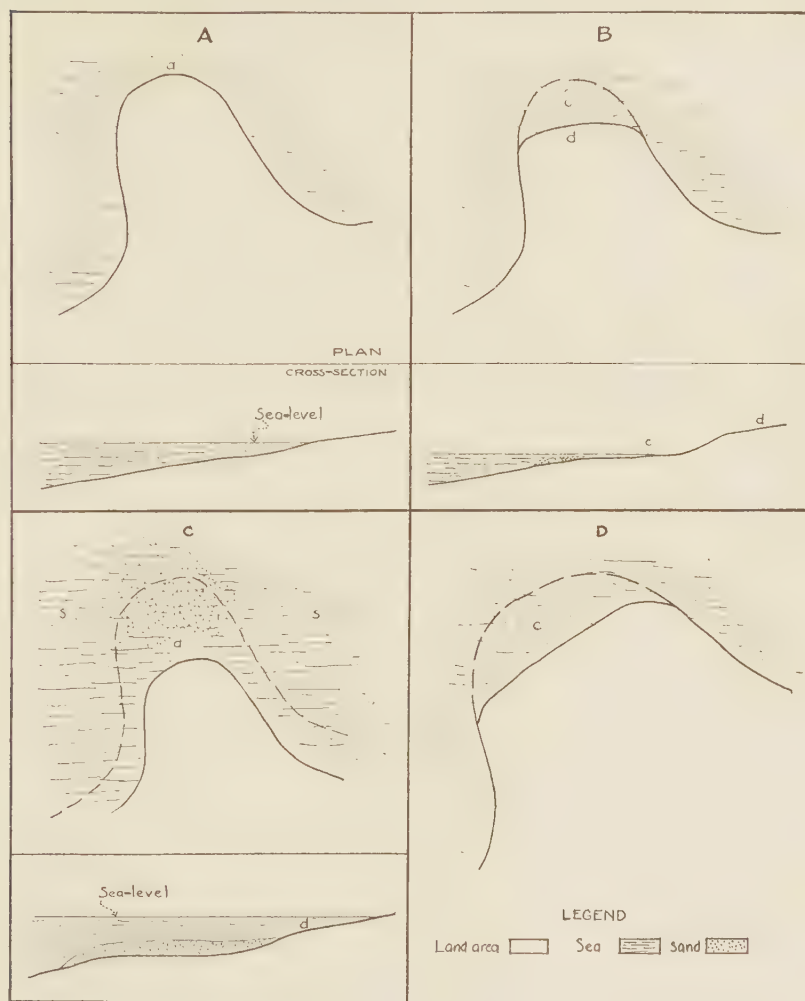 A
a
PLAN
CROSS-SECTION
Sea-level
B
c
d
c
d
C
s
s
d
Sea-level
d
D
c
LEGEND
Land area
Sea
Sand